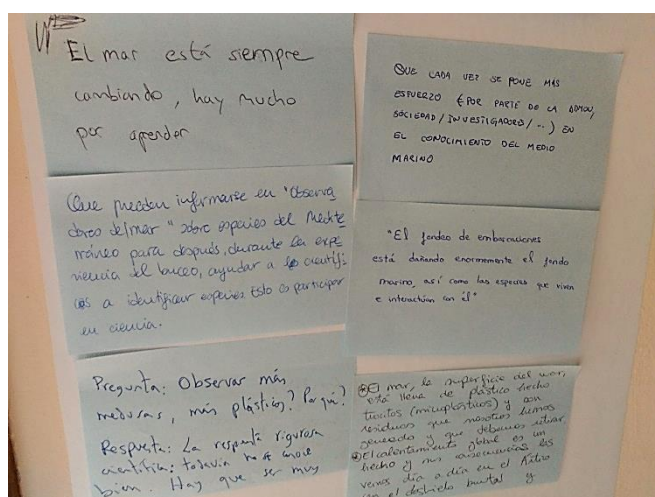 El mar está siempre
cambiando, hay mucho
por aprender
Que pueden informarse en "Observa
dores del mar" sobre especies del Medite
rráneo para después, durante la expe
riencia del buceo, ayudar a los científi
cos a identificar especies Esto es participar
en ciencia.
Pregunta: Observar más
medusas, más plástico? Por qué?
Respuesta: La respuesta rigurosa
científica: todavía no se conoce
bien. Hay que ser muy
QUE CADA VEZ SE PONE MÁS
ESFUERZO (POR PARTE DE LA ADMON,
SOCIEDAD/INVESTIGADORES/...) EN
EL CONOCIMIENTO DEL MEDIO
MARINO
"El fondeo de embarcaciones
está dañando enormemente el fondo
marino, así como las especies que viven
e interactúan con él"
El mar, la superficie del mar,
está llena de plástico hecho
trocitos (microplásticos) y son
residuos que nosotros hemos
generado y que debemos retirar.
El calentamiento global es un
hecho y sus consecuencias las
vemos día a día en el Ártico
con el deshielo brutal y